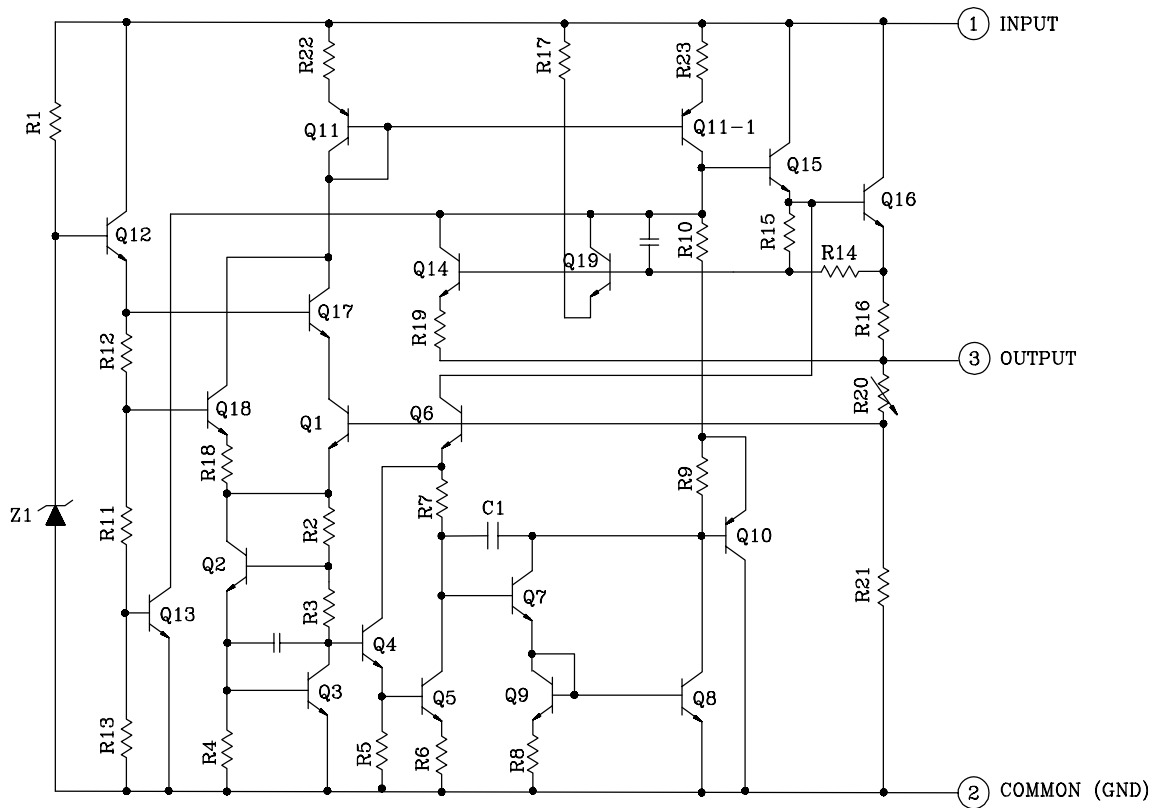 1 INPUT
R22
R17
R23
R1
Q11
Q11-1
Q15
Q16
Q12
R15
R10
R14
Q14
Q19
Q17
R19
R16
R12
3 OUTPUT
R20
Q18
Q1
Q6
R18
R9
R7
C1
Z1
R11
R2
Q10
Q2
R21
Q7
R3
Q13
Q4
Q3
Q5
Q9
Q8
R13
R4
R5
R6
R8
2 COMMON (GND)